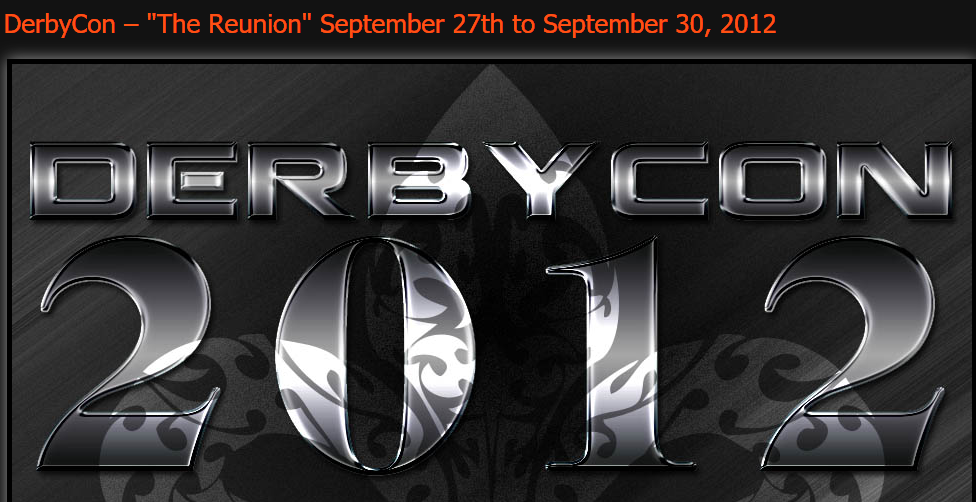 DerbyCon – "The Reunion" September 27th to September 30, 2012
DERBYCON
2012